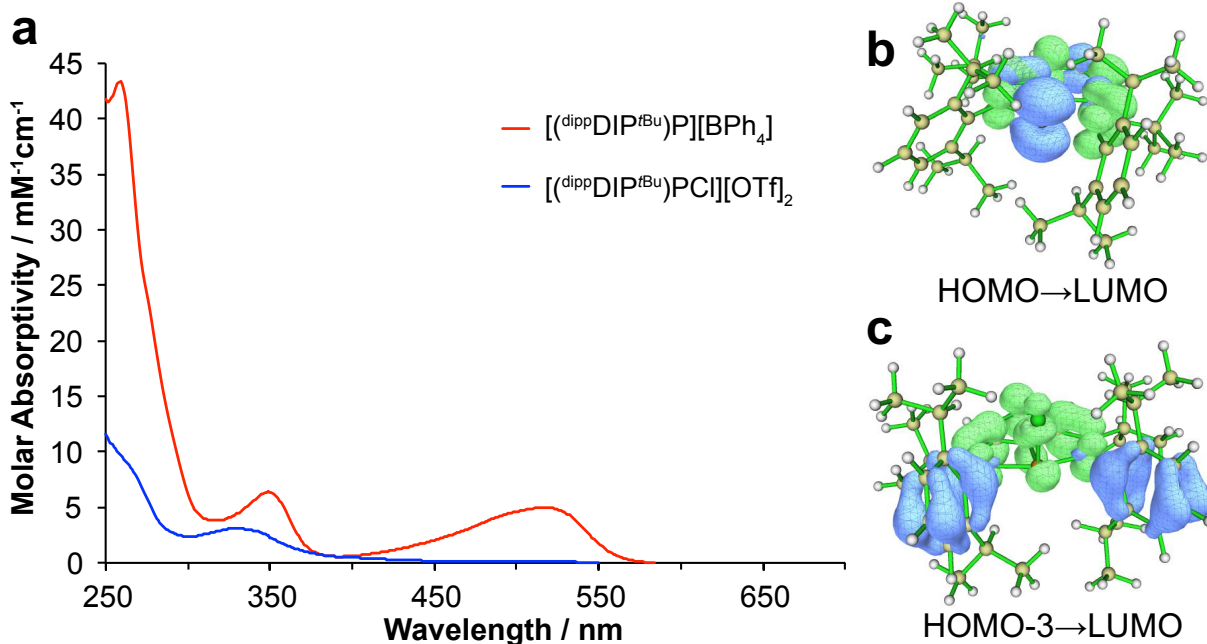 a
45
40
35
30
25
20
15
10
5
0
Molar Absorptivity / mM⁻¹cm⁻¹
250 350 450 550 650
Wavelength / nm
[(ᵈⁱᵖᵖDIPᵗᴮᵘ)P][BPh₄]
[(ᵈⁱᵖᵖDIPᵗᴮᵘ)PCl][OTf]₂
b
HOMO→LUMO
c
HOMO-3→LUMO